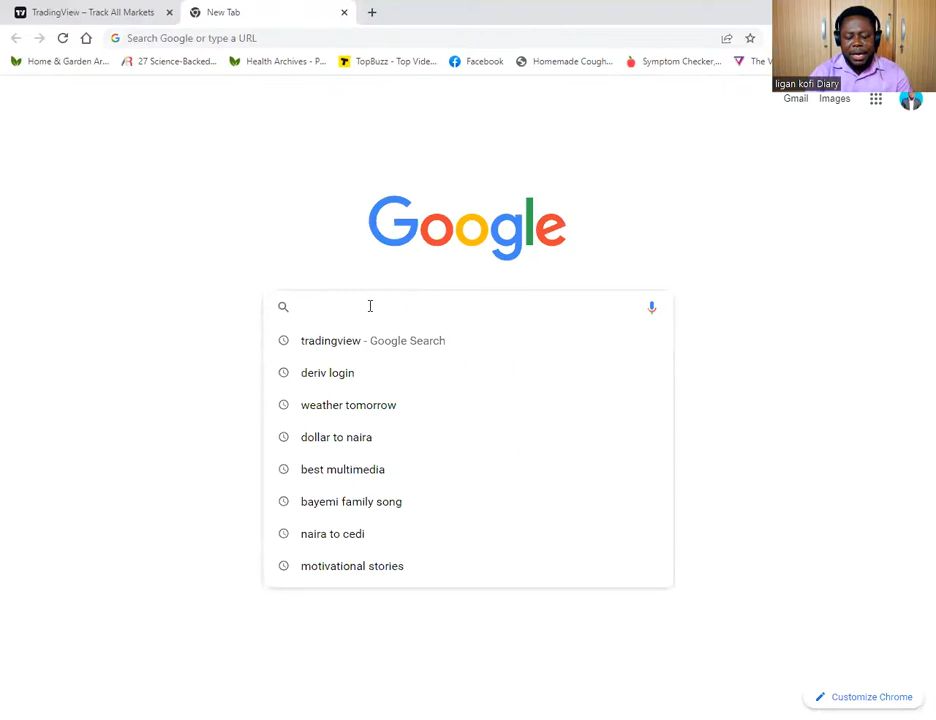 TradingView – Track All Markets
New Tab
Search Google or type a URL
Home & Garden Ar...
27 Science-Backed...
Health Archives - P...
TopBuzz - Top Vide...
Facebook
Homemade Cough...
Symptom Checker,...
The V
ligan kofi Diary
Gmail
Images
Google
tradingview - Google Search
deriv login
weather tomorrow
dollar to naira
best multimedia
bayemi family song
naira to cedi
motivational stories
Customize Chrome